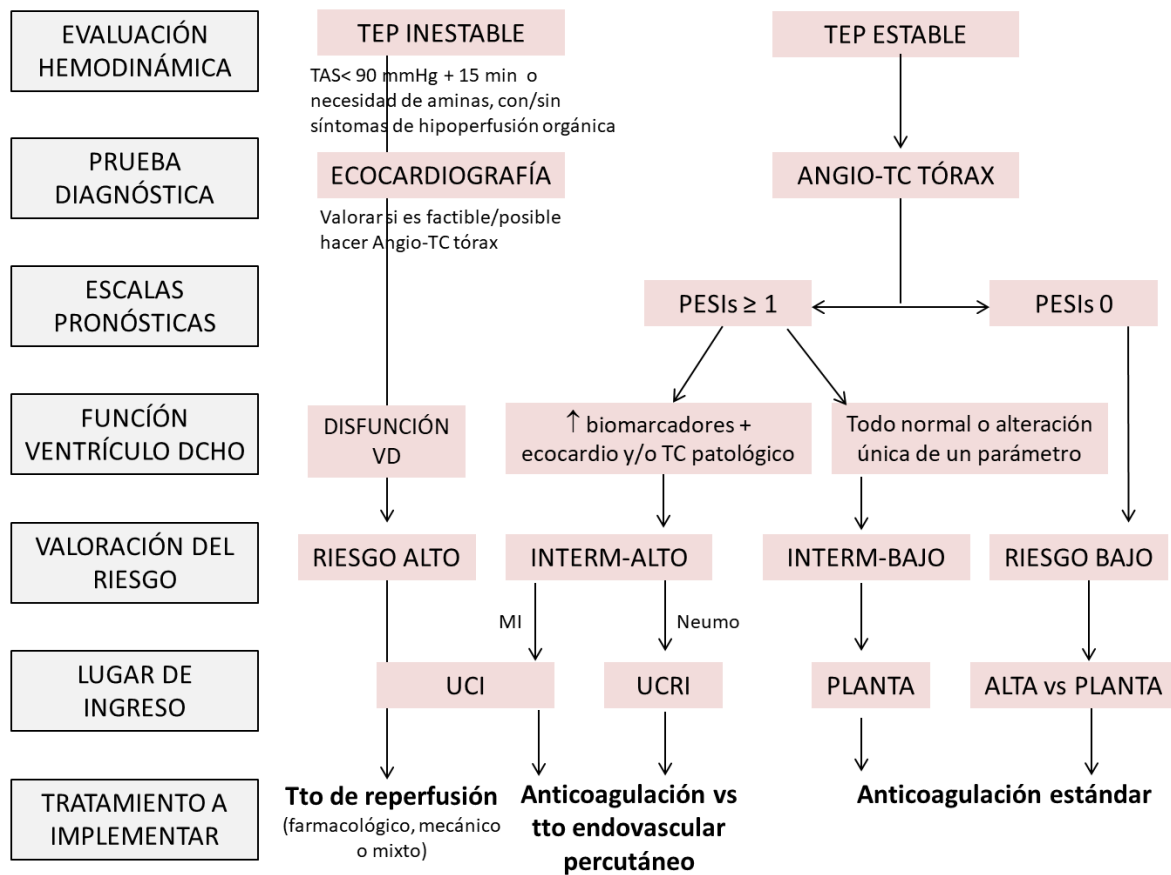 EVALUACIÓN
HEMODINÁMICA
TEP INESTABLE
TAS< 90 mmHg + 15 min o
necesidad de aminas, con/sin
síntomas de hipoperfusión orgánica
TEP ESTABLE
PRUEBA
DIAGNÓSTICA
ECOCARDIOGRAFÍA
Valorar si es factible/posible
hacer Angio-TC tórax
ANGIO-TC TÓRAX
ESCALAS
PRONÓSTICAS
PESIs ≥ 1
PESIs 0
FUNCÍÓN
VENTRÍCULO DCHO
DISFUNCIÓN
VD
↑ biomarcadores +
ecocardio y/o TC patológico
Todo normal o alteración
única de un parámetro
VALORACIÓN DEL
RIESGO
RIESGO ALTO
INTERM-ALTO
INTERM-BAJO
RIESGO BAJO
MI
Neumo
LUGAR DE
INGRESO
UCI
UCRI
PLANTA
ALTA vs PLANTA
TRATAMIENTO A
IMPLEMENTAR
Tto de reperfusión
(farmacológico, mecánico
o mixto)
Anticoagulación vs
tto endovascular
percutáneo
Anticoagulación estándar